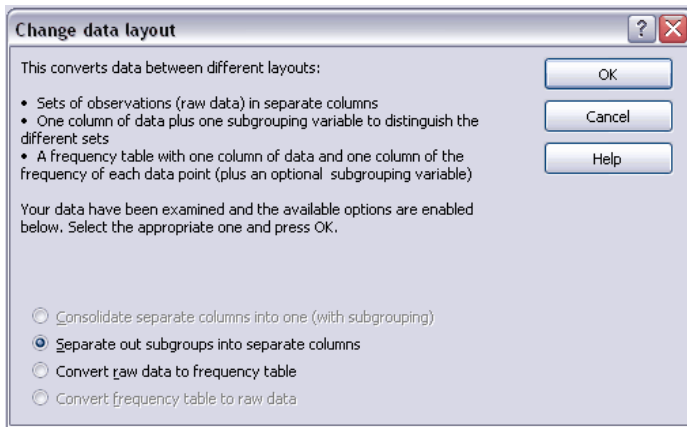 Change data layout
This converts data between different layouts:
• Sets of observations (raw data) in separate columns
• One column of data plus one subgrouping variable to distinguish the
different sets
• A frequency table with one column of data and one column of the
frequency of each data point (plus an optional subgrouping variable)
Your data have been examined and the available options are enabled
below. Select the appropriate one and press OK.
Consolidate separate columns into one (with subgrouping)
Separate out subgroups into separate columns
Convert raw data to frequency table
Convert frequency table to raw data
?
OK
Cancel
Help